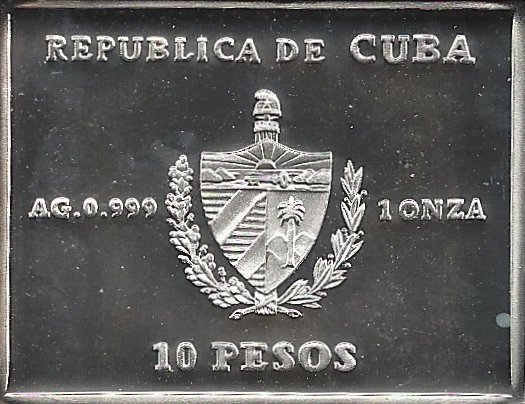 REPUBLICA DE CUBA
AG. 0.999 1 ONZA
10 PESOS